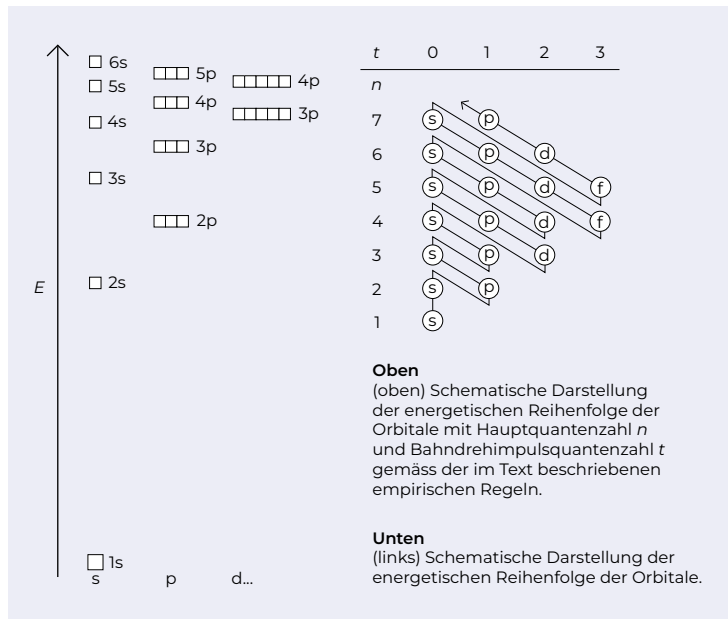 6s
5p
5s
4p
4p
4s
3p
3p
3s
2p
E
2s
1s
s p d...
t 0 1 2 3
n
7 s p
6 s p d
5 s p d f
4 s p d f
3 s p d
2 s p
1 s
Oben
(oben) Schematische Darstellung
der energetischen Reihenfolge der
Orbitale mit Hauptquantenzahl n
und Bahndrehimpulsquantenzahl t
gemäss der im Text beschriebenen
empirischen Regeln.
Unten
(links) Schematische Darstellung der
energetischen Reihenfolge der Orbitale.